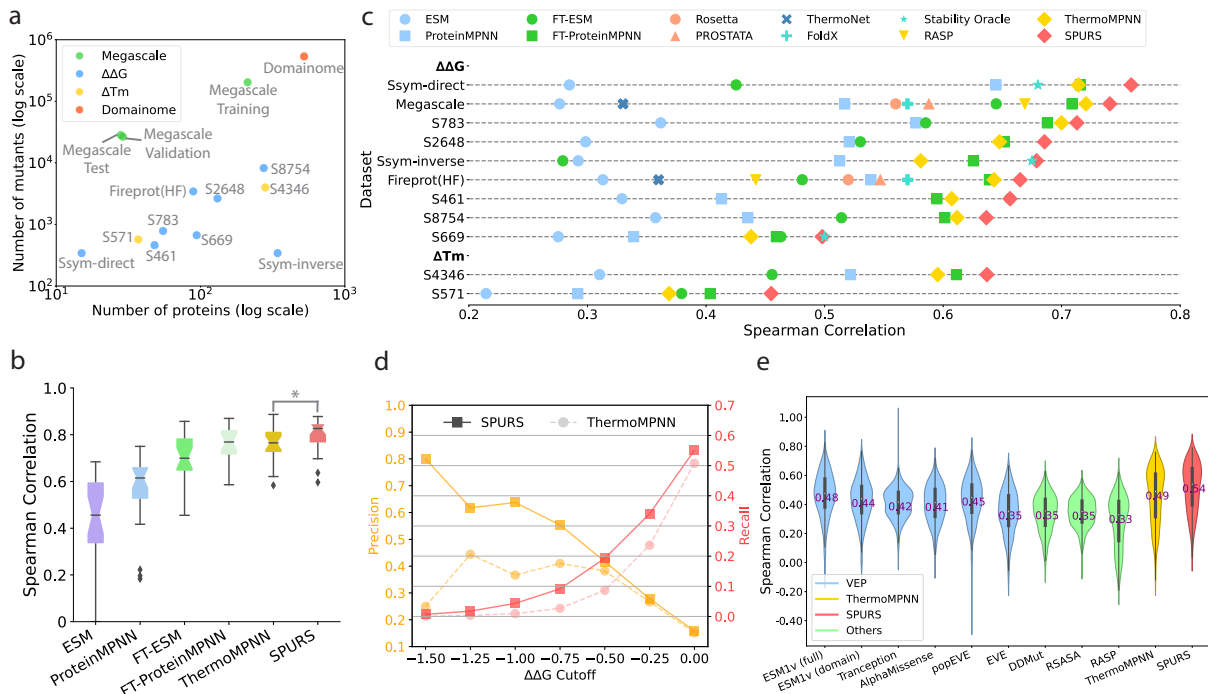 a
Number of mutants (log scale)
10^6
10^5
10^4
10^3
10^2
Megascale
ΔΔG
ΔTm
Domainome
Domainome
Megascale
Training
Megascale
Test
Megascale
Validation
Fireprot(HF)
S2648
S8754
S4346
S783
S571
S461
S669
Ssym-direct
Ssym-inverse
10^1
10^2
10^3
Number of proteins (log scale)
c
ESM
ProteinMPNN
FT-ESM
FT-ProteinMPNN
Rosetta
PROSTATA
ThermoNet
FoldX
Stability Oracle
RASP
ThermoMPNN
SPURS
Dataset
ΔΔG
Ssym-direct
Megascale
S783
S2648
Ssym-inverse
Fireprot(HF)
S461
S8754
S669
ΔTm
S4346
S571
0.2 0.3 0.4 0.5 0.6 0.7 0.8
Spearman Correlation
b
Spearman Correlation
1.0
0.8
0.6
0.4
0.2
0
*
ESM
ProteinMPNN
FT-ESM
FT-ProteinMPNN
ThermoMPNN
SPURS
d
Precision
1.0
0.9
0.8
0.7
0.6
0.5
0.4
0.3
0.2
0.1
SPURS
ThermoMPNN
0.7
0.6
0.5
0.4
0.3
0.2
0.1
0.0
Recall
−1.50 −1.25 −1.00 −0.75 −0.50 −0.25 0.00
ΔΔG Cutoff
e
Spearman Correlation
1.00
0.80
0.60
0.40
0.20
0.00
−0.20
−0.40
0.48
0.44
0.42
0.41
0.45
0.35
0.35
0.35
0.33
0.49
0.54
VEP
ThermoMPNN
SPURS
Others
ESM1v (full)
ESM1v (domain)
Tranception
AlphaMissense
popEVE
EVE
DDMut
RSASA
RASP
ThermoMPNN
SPURS